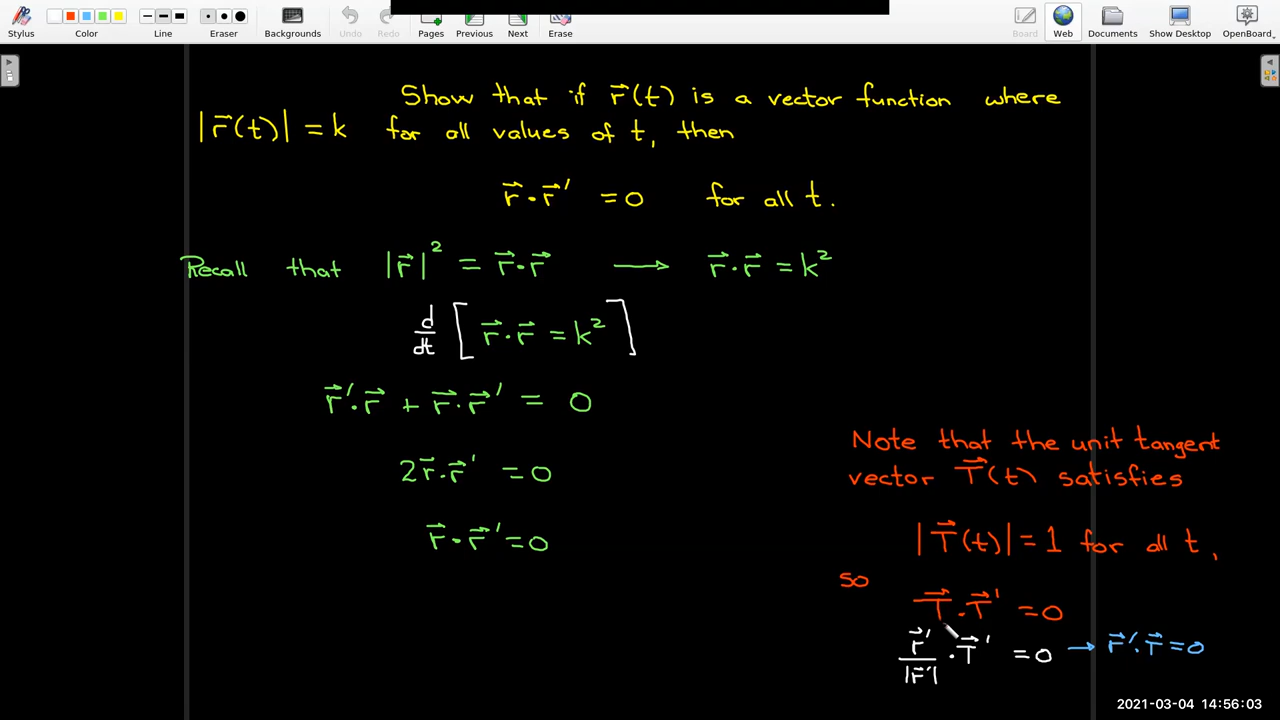 Stylus Color Line Eraser Backgrounds Undo Redo Pages Previous Next Erase Board Web Documents Show Desktop OpenBoard
Show that if r⃗(t) is a vector function where
|r⃗(t)| = k for all values of t, then
r⃗·r⃗' = 0 for all t.
Recall that |r⃗|² = r⃗·r⃗ → r⃗·r⃗ = k²
d/dt [r⃗·r⃗ = k²]
r⃗'·r⃗ + r⃗·r⃗' = 0
2r⃗·r⃗' = 0
r⃗·r⃗' = 0
Note that the unit tangent
vector T⃗(t) satisfies
|T⃗(t)| = 1 for all t,
so
T⃗·T⃗' = 0
r⃗'/|r⃗'| · T⃗' = 0 → r⃗'·T⃗ = 0
2021-03-04 14:56:03